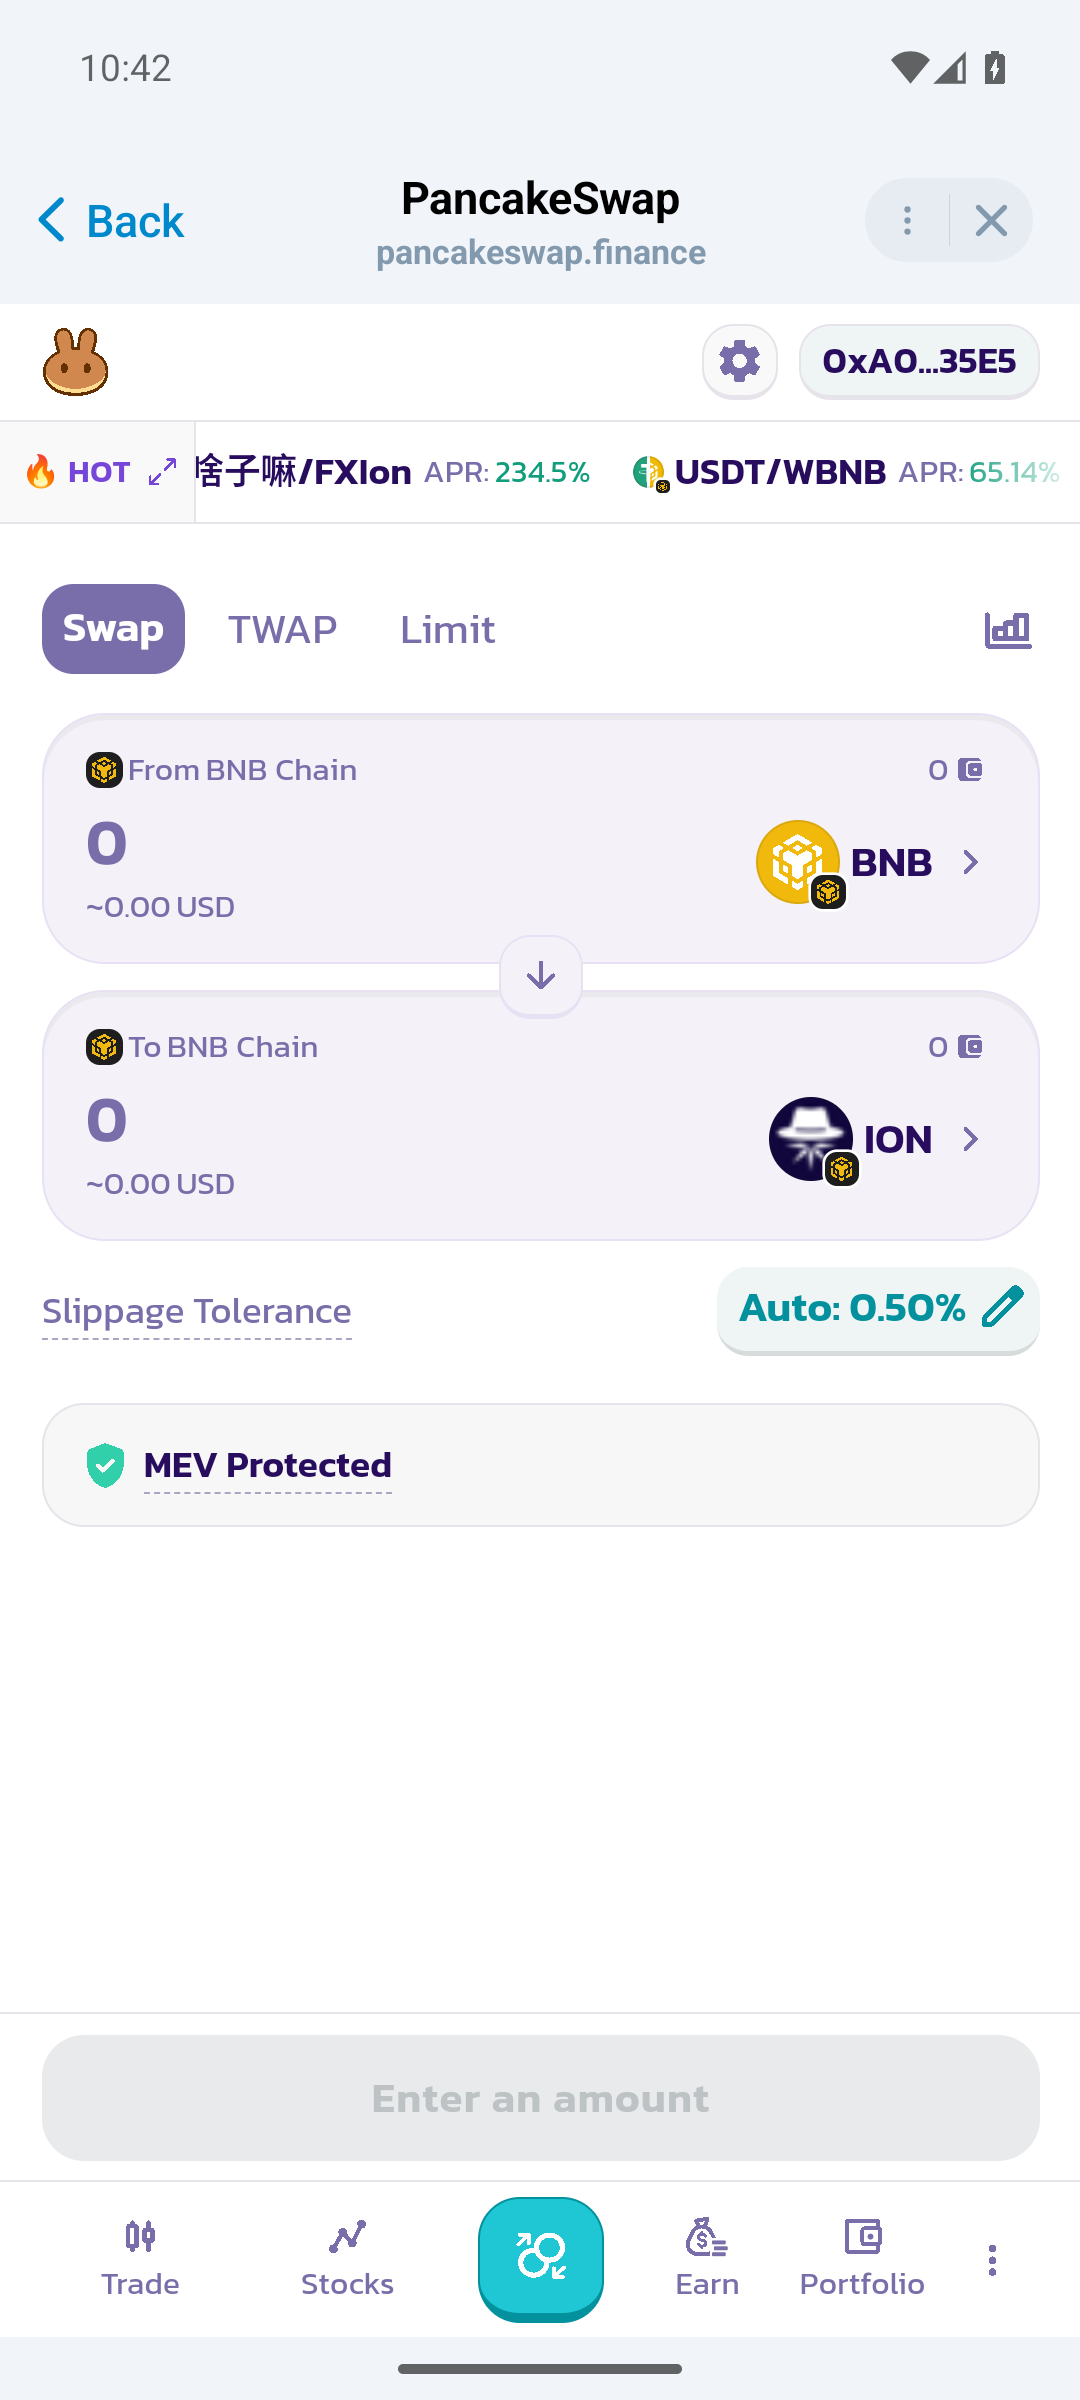 10:42
Back
PancakeSwap
pancakeswap.finance
0xA0...35E5
HOT
啥子嘛/FXIon APR: 234.5%
USDT/WBNB APR: 65.14%
Swap
TWAP
Limit
From BNB Chain
0
0
BNB
~0.00 USD
To BNB Chain
0
0
ION
~0.00 USD
Slippage Tolerance
Auto: 0.50%
MEV Protected
Enter an amount
Trade
Stocks
Earn
Portfolio